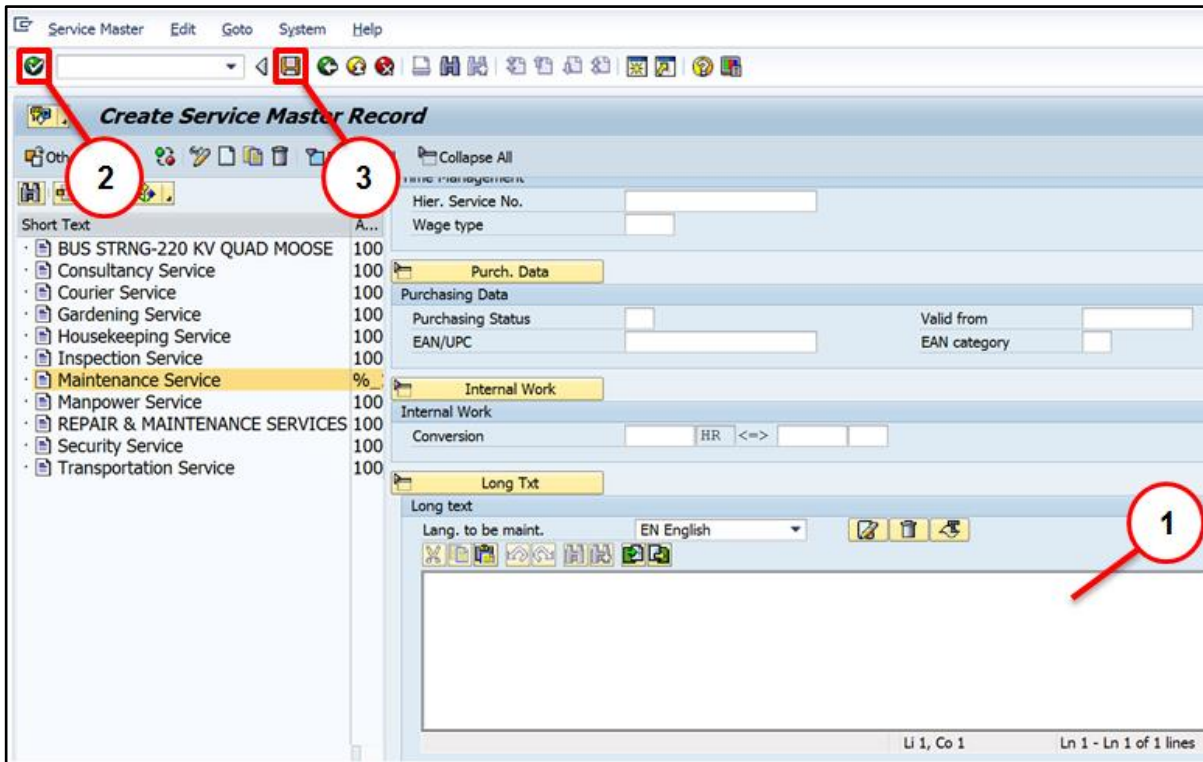 Service Master Edit Goto System Help
Create Service Master Record
Oth
Collapse All
2
3
Time Management
Hier. Service No.
Wage type
Short Text A...
BUS STRNG-220 KV QUAD MOOSE 100
Consultancy Service 100
Courier Service 100
Gardening Service 100
Housekeeping Service 100
Inspection Service 100
Maintenance Service %_
Manpower Service 100
REPAIR & MAINTENANCE SERVICES 100
Security Service 100
Transportation Service 100
Purch. Data
Purchasing Data
Purchasing Status Valid from
EAN/UPC EAN category
Internal Work
Internal Work
Conversion HR <=>
Long Txt
Long text
Lang. to be maint. EN English
1
Li 1, Co 1 Ln 1 - Ln 1 of 1 lines